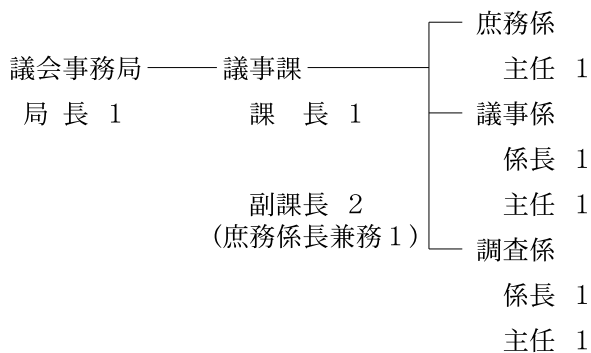 庶務係
議会事務局 議事課
主任 1
局長 1 課長 1
議事係
係長 1
副課長 2
主任 1
(庶務係長兼務1)
調査係
係長 1
主任 1